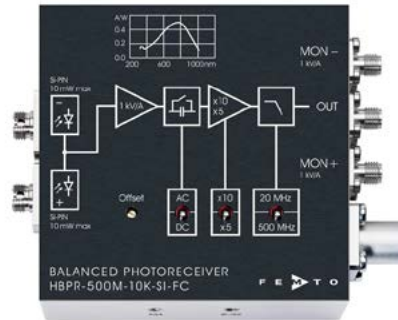 A/W
0.4
0.2
0.0
200 600 1000nm
MON -
1 kV/A
Si-PIN
10 mW max
−
1 kV/A
x10
x5
OUT
+
Si-PIN
10 mW max
MON+
1 kV/A
Offset
AC
DC
x10
x5
20 MHz
500 MHz
BALANCED PHOTORECEIVER
HBPR-500M-10K-SI-FC
FEMTO